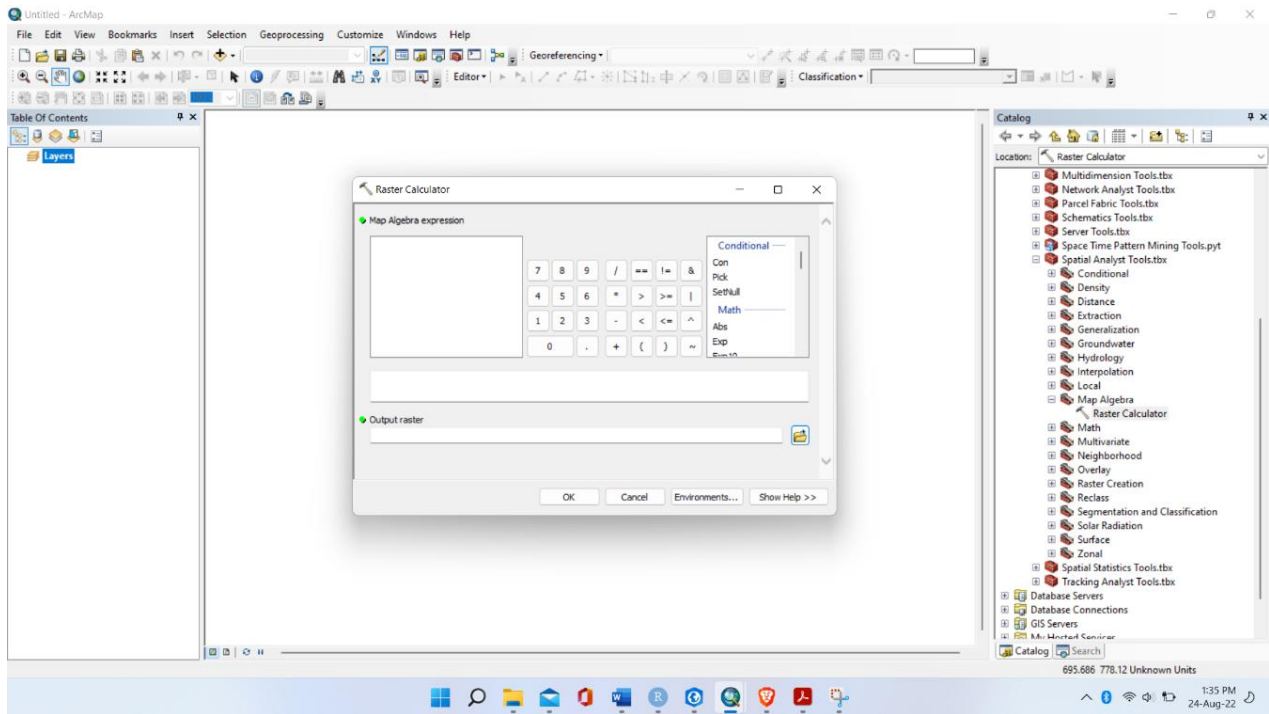 Untitled - ArcMap
File Edit View Bookmarks Insert Selection Geoprocessing Customize Windows Help
Georeferencing
Editor
Classification
Table Of Contents
Layers
Raster Calculator
Map Algebra expression
7 8 9 / == != &
4 5 6 * > >= |
1 2 3 - < <= ^
0 . + ( ) ~
Conditional
Con
Pick
SetNull
Math
Abs
Exp
Exp10
Output raster
OK Cancel Environments... Show Help >>
Catalog
Location: Raster Calculator
Multidimension Tools.tbx
Network Analyst Tools.tbx
Parcel Fabric Tools.tbx
Schematics Tools.tbx
Server Tools.tbx
Space Time Pattern Mining Tools.pyt
Spatial Analyst Tools.tbx
Conditional
Density
Distance
Extraction
Generalization
Groundwater
Hydrology
Interpolation
Local
Map Algebra
Raster Calculator
Math
Multivariate
Neighborhood
Overlay
Raster Creation
Reclass
Segmentation and Classification
Solar Radiation
Surface
Zonal
Spatial Statistics Tools.tbx
Tracking Analyst Tools.tbx
Database Servers
Database Connections
GIS Servers
My Hosted Services
Catalog Search
695.686 778.12 Unknown Units
1:35 PM
24-Aug-22